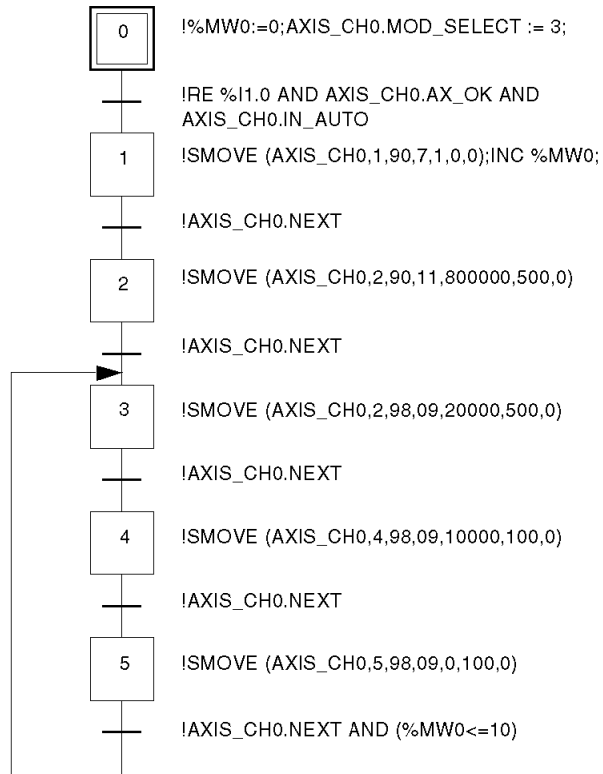 0
!%MW0:=0;AXIS_CH0.MOD_SELECT := 3;
!RE %I1.0 AND AXIS_CH0.AX_OK AND
AXIS_CH0.IN_AUTO
1
!SMOVE (AXIS_CH0,1,90,7,1,0,0);INC %MW0;
!AXIS_CH0.NEXT
2
!SMOVE (AXIS_CH0,2,90,11,800000,500,0)
!AXIS_CH0.NEXT
3
!SMOVE (AXIS_CH0,2,98,09,20000,500,0)
!AXIS_CH0.NEXT
4
!SMOVE (AXIS_CH0,4,98,09,10000,100,0)
!AXIS_CH0.NEXT
5
!SMOVE (AXIS_CH0,5,98,09,0,100,0)
!AXIS_CH0.NEXT AND (%MW0<=10)